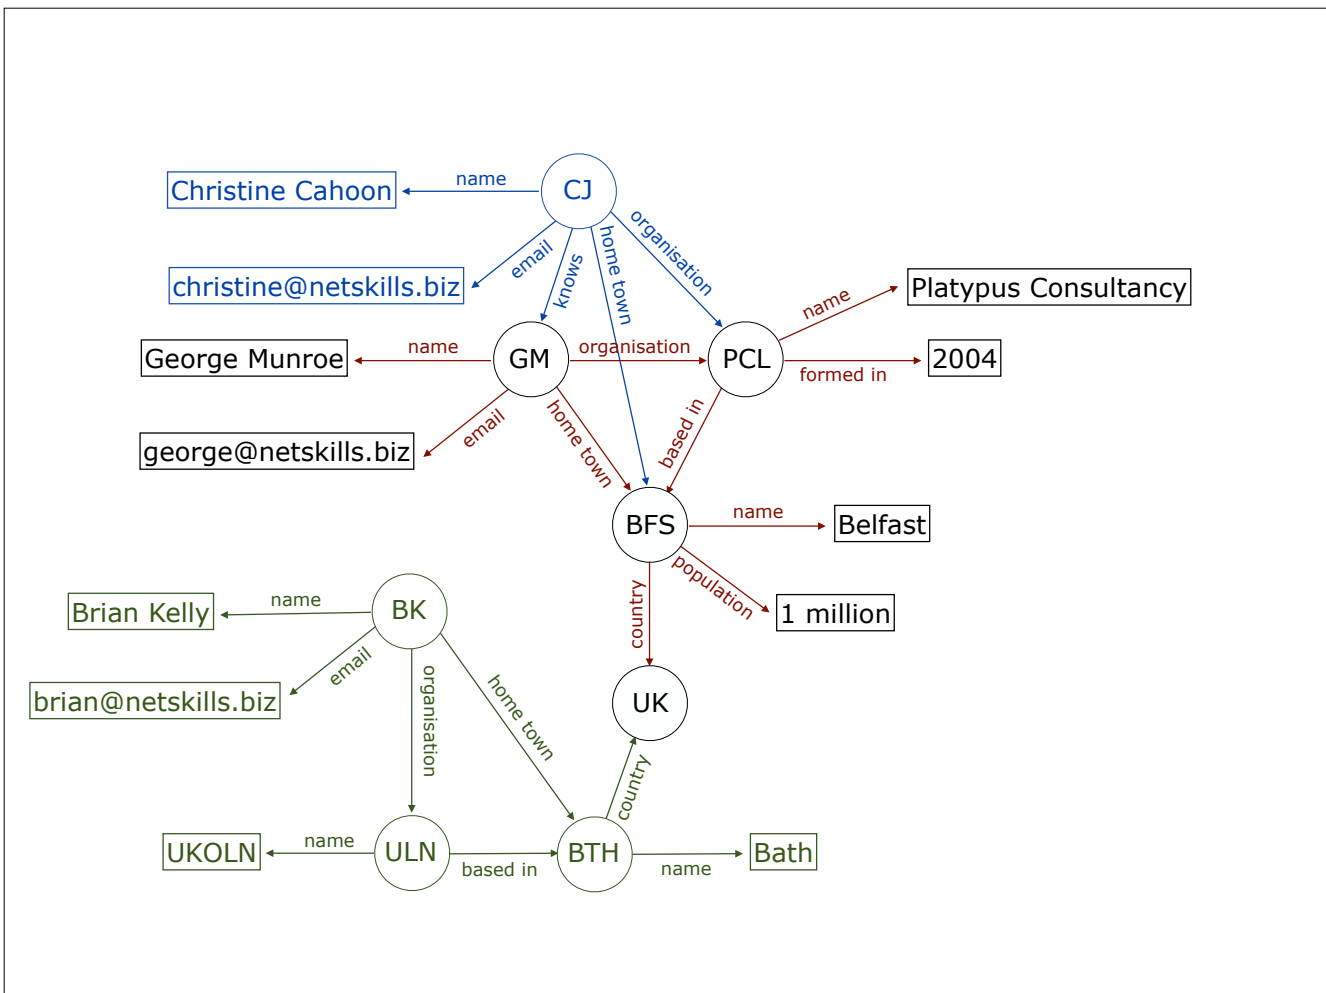 Christine Cahoon
name
CJ
christine@netskills.biz
email
knows
home town
organisation
George Munroe
name
GM
organisation
PCL
name
Platypus Consultancy
formed in
2004
george@netskills.biz
email
home town
based in
BFS
name
Belfast
population
1 million
country
UK
Brian Kelly
name
BK
brian@netskills.biz
email
organisation
home town
country
UKOLN
name
ULN
based in
BTH
name
Bath